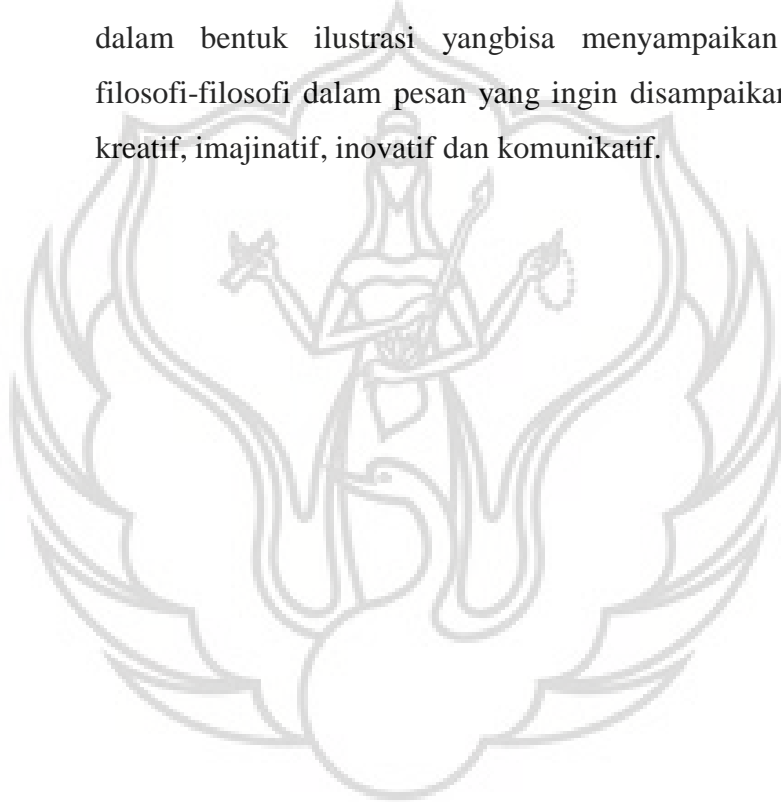 dalam bentuk ilustrasi yangbisa menyampaikan
filosofi-filosofi dalam pesan yang ingin disampaikan
kreatif, imajinatif, inovatif dan komunikatif.